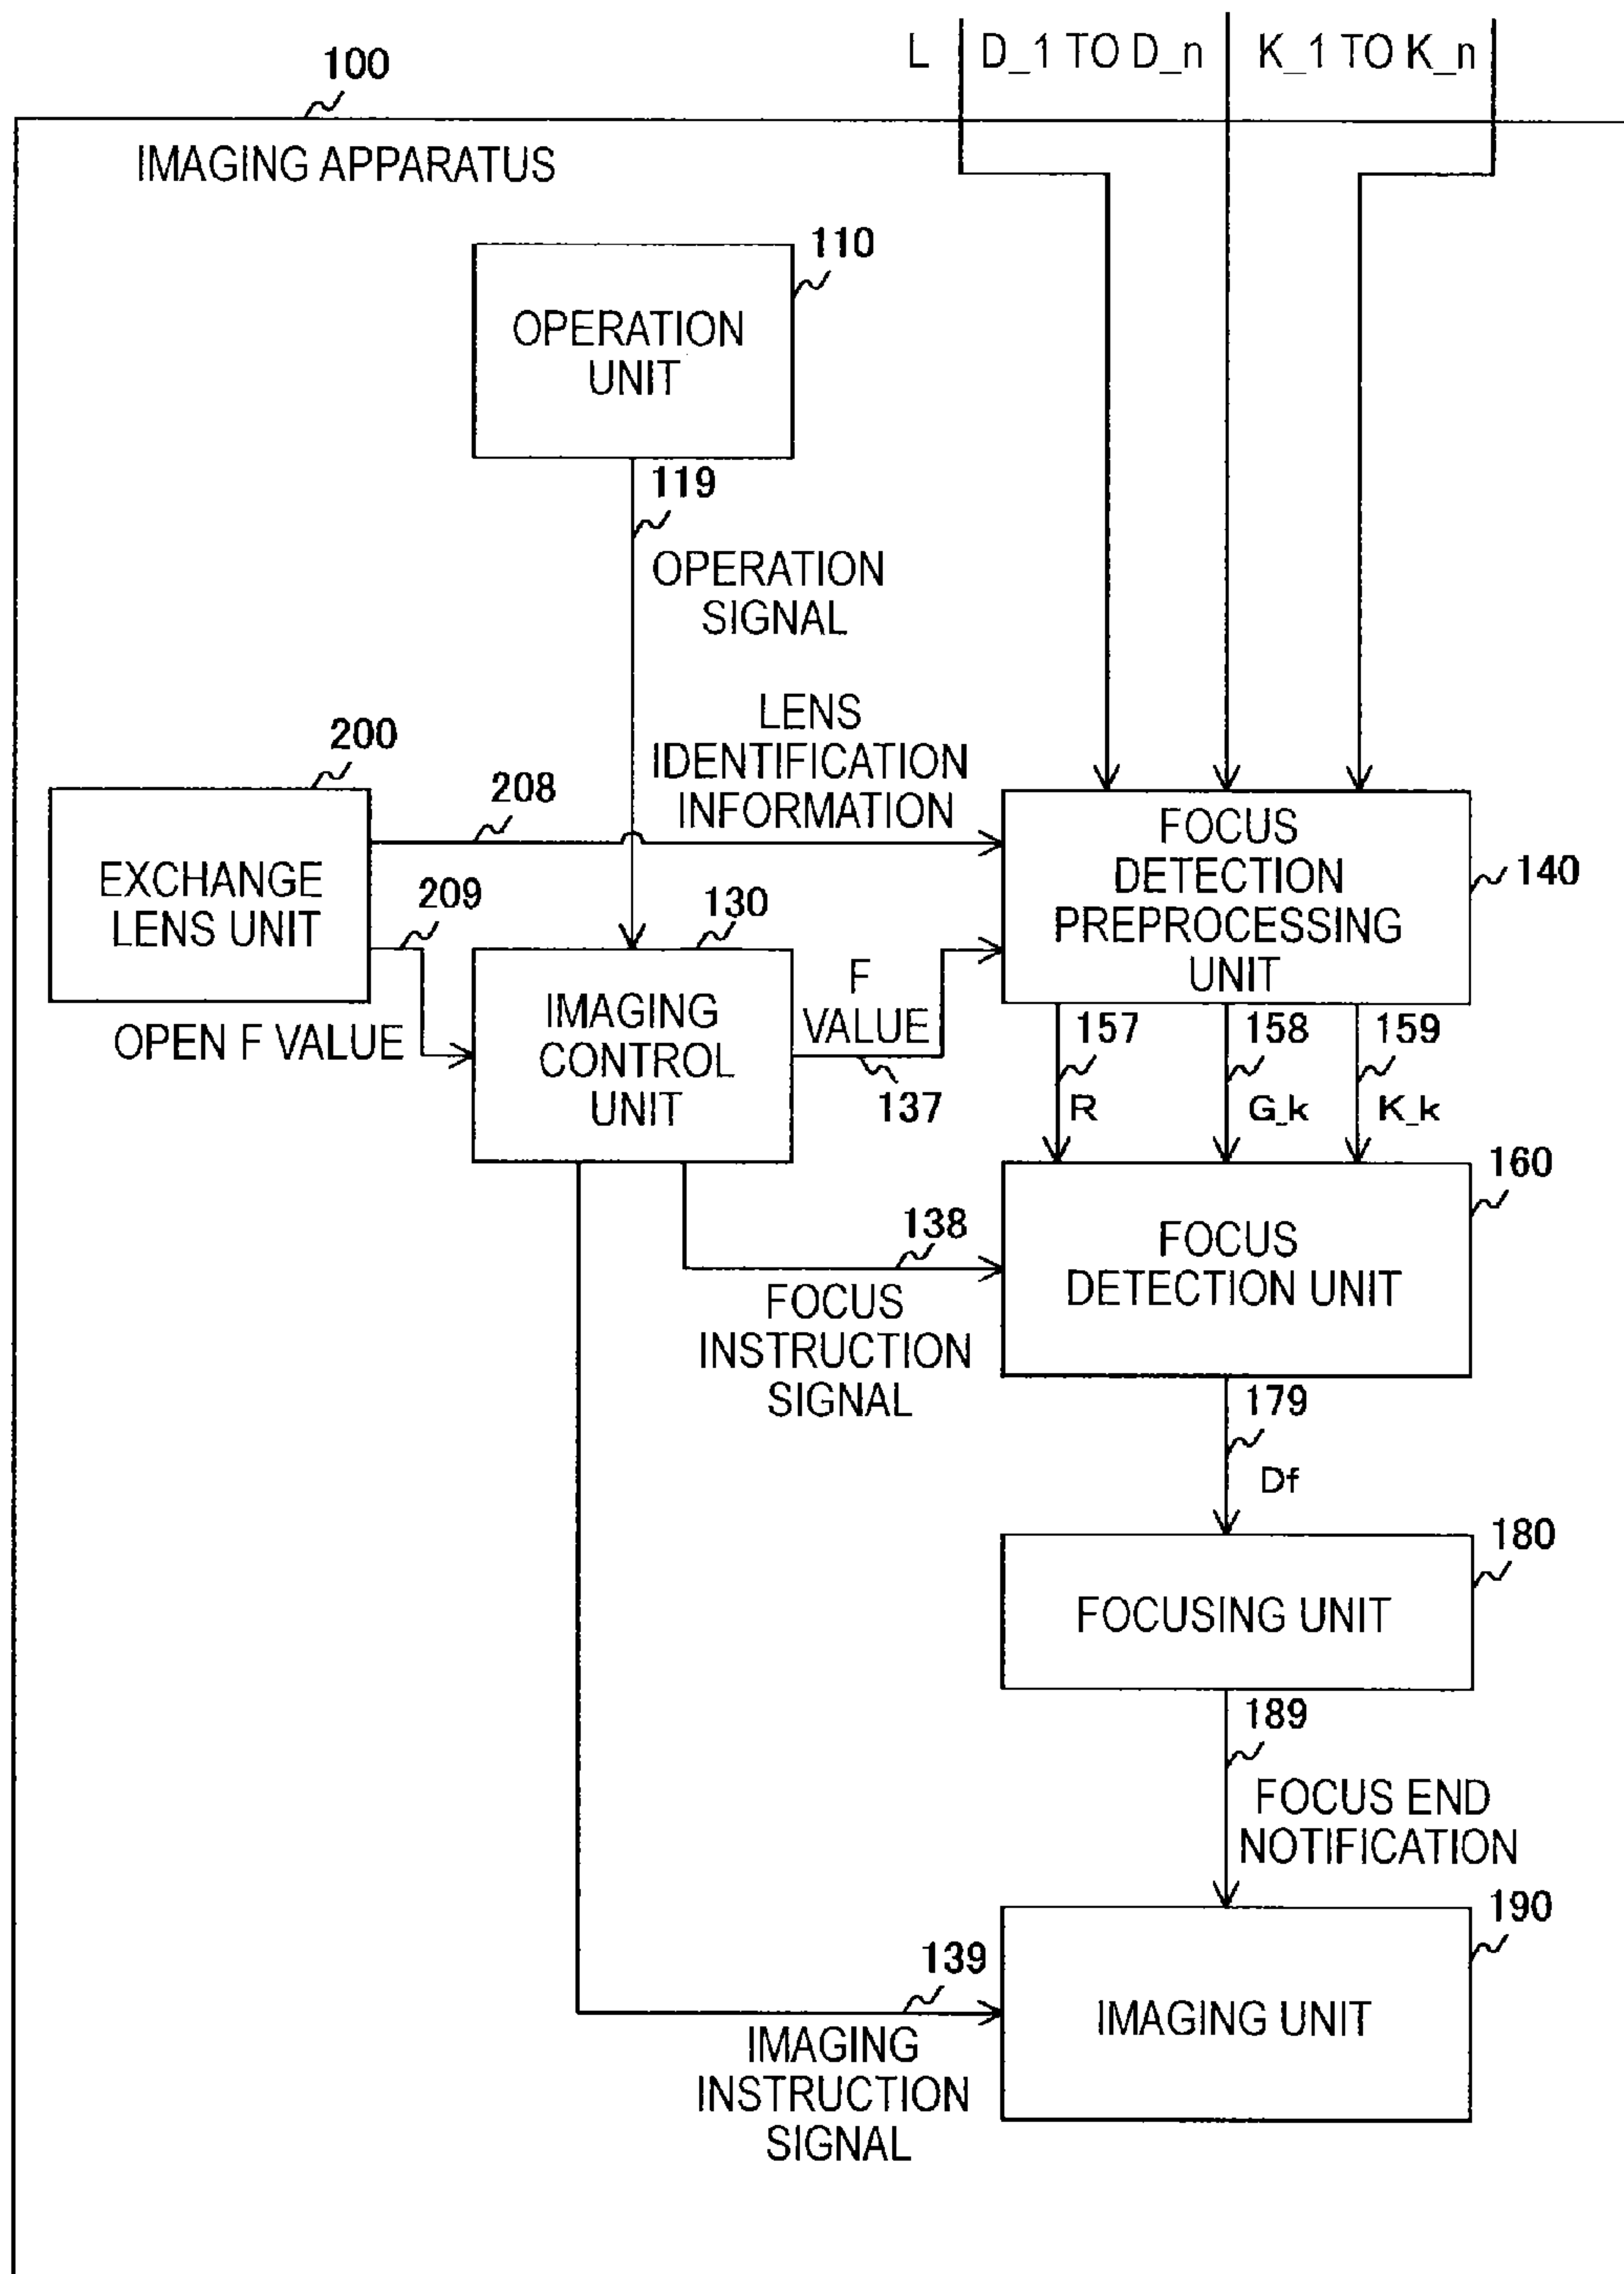 L
D_1 TO D_n
K_1 TO K_n
100
IMAGING APPARATUS
110
OPERATION
UNIT
119
OPERATION
SIGNAL
200
EXCHANGE
LENS UNIT
208
LENS
IDENTIFICATION
INFORMATION
209
OPEN F VALUE
130
IMAGING
CONTROL
UNIT
F
VALUE
137
FOCUS
DETECTION
PREPROCESSING
UNIT
140
157
R
158
G_k
159
K_k
160
FOCUS
DETECTION UNIT
138
FOCUS
INSTRUCTION
SIGNAL
179
Df
180
FOCUSING UNIT
189
FOCUS END
NOTIFICATION
190
IMAGING UNIT
139
IMAGING
INSTRUCTION
SIGNAL